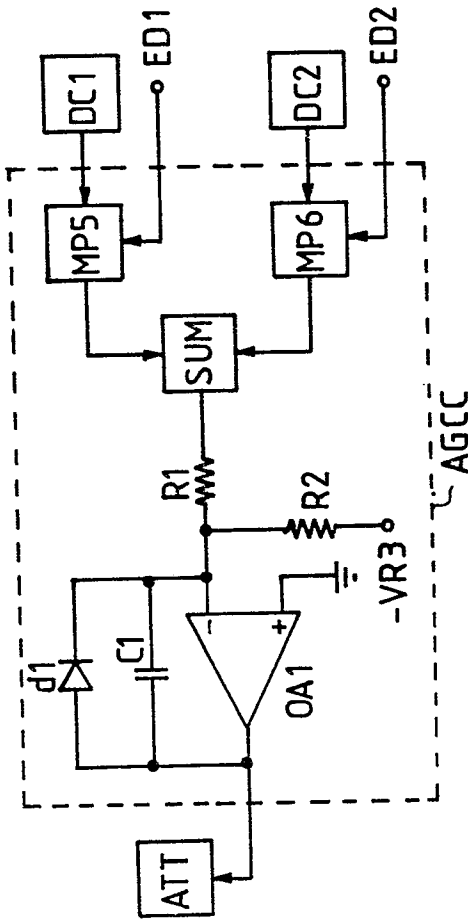 DC1
ED1
MP5
DC2
ED2
MP6
SUM
R1
R2
-VR3
d1
C1
-
+
OA1
ATT
AGCC